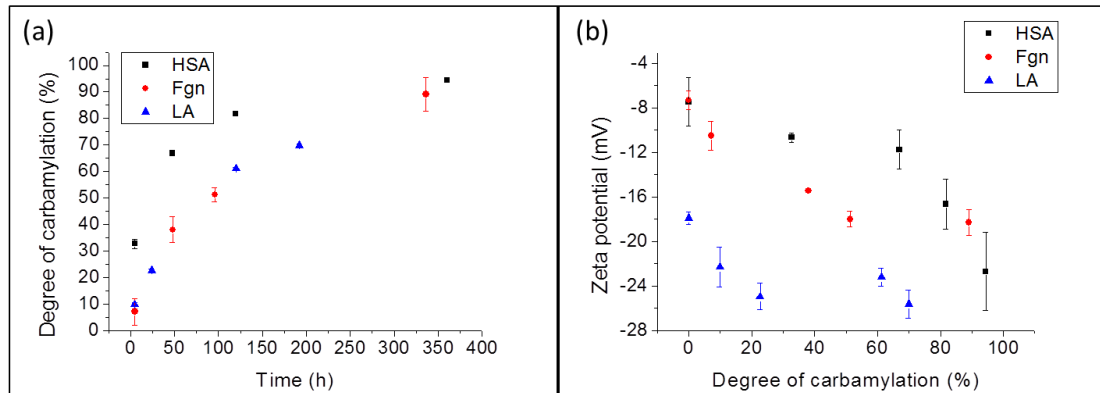 (a)
HSA
Fgn
LA
100
90
80
70
60
50
40
30
20
10
0
Degree of carbamylation (%)
0 50 100 150 200 250 300 350 400
Time (h)
(b)
HSA
Fgn
LA
-4
-8
-12
-16
-20
-24
-28
Zeta potential (mV)
0 20 40 60 80 100
Degree of carbamylation (%)